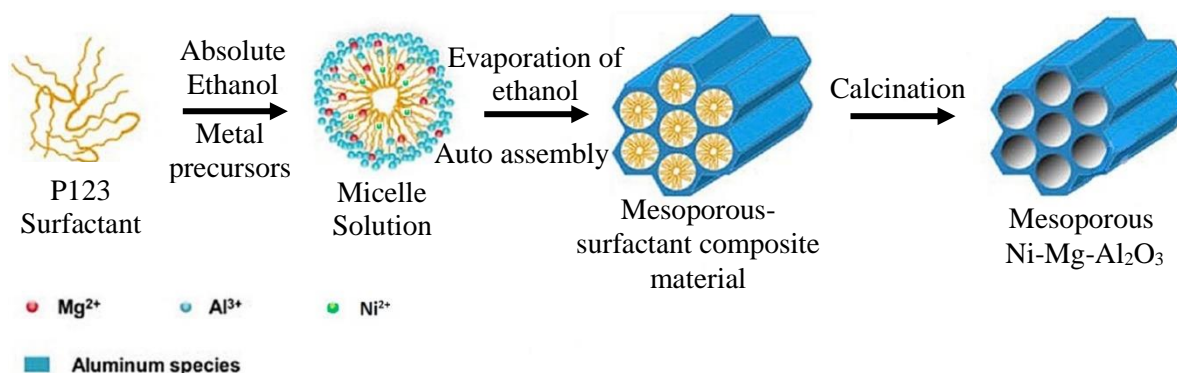 Absolute
Ethanol
Metal
precursors
Evaporation of
ethanol
Auto assembly
Calcination
P123
Surfactant
Micelle
Solution
Mesoporous-
surfactant composite
material
Mesoporous
Ni-Mg-Al₂O₃
Mg²⁺
Al³⁺
Ni²⁺
Aluminum species